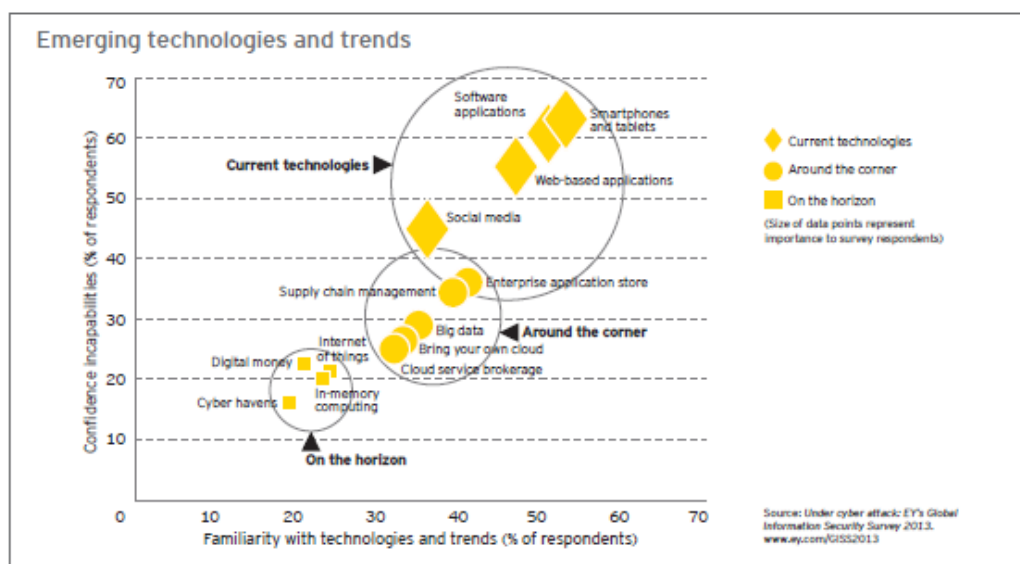 Emerging technologies and trends
Confidence incapabilities (% of respondents)
70
60
50
40
30
20
10
0
10
20
30
40
50
60
70
Familiarity with technologies and trends (% of respondents)
Software
applications
Smartphones
and tablets
Current technologies
Web-based applications
Social media
Enterprise application store
Supply chain management
Big data
Around the corner
Bring your own cloud
Cloud service brokerage
Internet
of things
Digital money
In-memory
computing
Cyber havens
On the horizon
Current technologies
Around the corner
On the horizon
(Size of data points represent
importance to survey respondents)
Source: Under cyber attack: EY's Global
Information Security Survey 2013.
www.ey.com/GISS2013